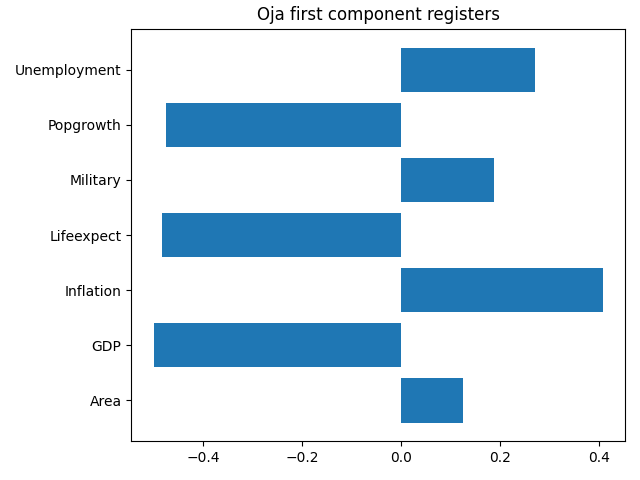 Oja first component registers
Unemployment
Popgrowth
Military
Lifeexpect
Inflation
GDP
Area
−0.4 −0.2 0.0 0.2 0.4